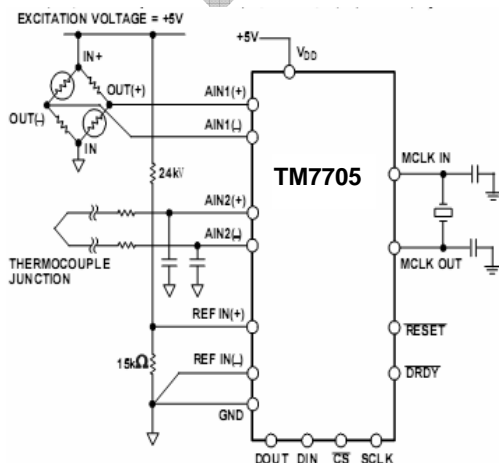 EXCITATION VOLTAGE = +5V
+5V
VDD
IN+
OUT(+)
AIN1(+)
OUT(-)
AIN1(-)
IN
TM7705
MCLK IN
24kV
AIN2(+)
AIN2(-)
THERMOCOUPLE
JUNCTION
MCLK OUT
REF IN(+)
RESET
15kΩ
REF IN(-)
DRDY
GND
DOUT DIN CS SCLK